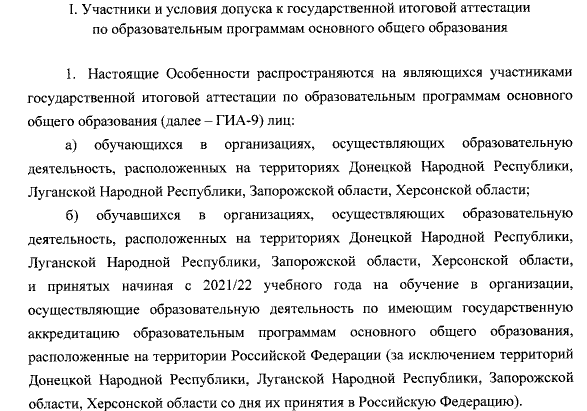 I. Участники и условия допуска к государственной итоговой аттестации
по образовательным программам основного общего образования
1. Настоящие Особенности распространяются на являющихся участниками
государственной итоговой аттестации по образовательным программам основного
общего образования (далее – ГИА-9) лиц:
а) обучающихся в организациях, осуществляющих образовательную
деятельность, расположенных на территориях Донецкой Народной Республики,
Луганской Народной Республики, Запорожской области, Херсонской области;
б) обучавшихся в организациях, осуществляющих образовательную
деятельность, расположенных на территориях Донецкой Народной Республики,
Луганской Народной Республики, Запорожской области, Херсонской области,
и принятых начиная с 2021/22 учебного года на обучение в организации,
осуществляющие образовательную деятельность по имеющим государственную
аккредитацию образовательным программам основного общего образования,
расположенные на территории Российской Федерации (за исключением территорий
Донецкой Народной Республики, Луганской Народной Республики, Запорожской
области, Херсонской области со дня их принятия в Российскую Федерацию).